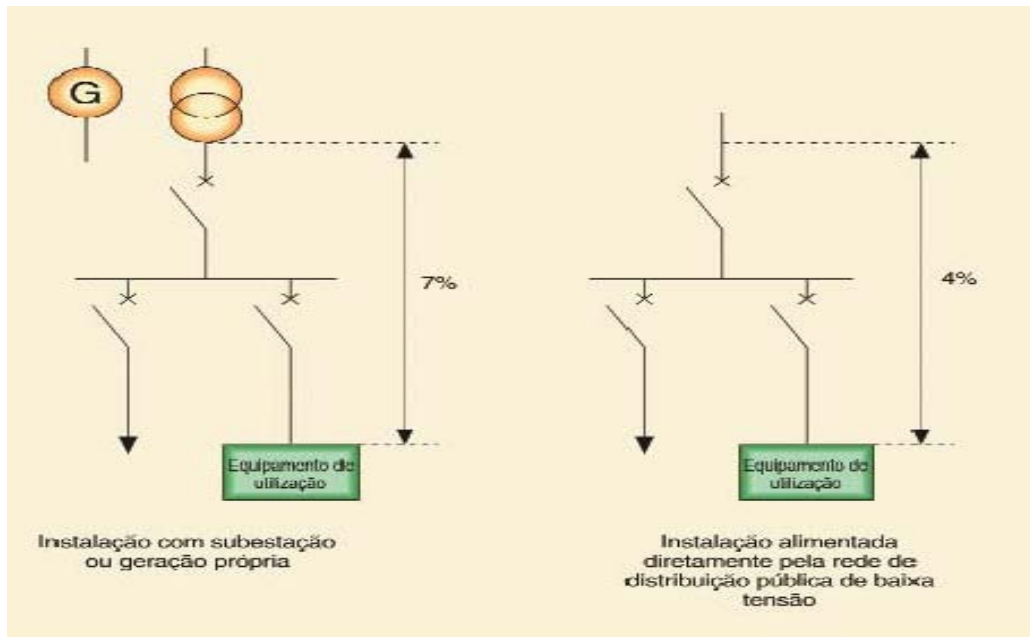 G
7%
4%
Equipamento de
utilização
Equipamento de
utilização
Instalação com subestação
ou geração própria
Instalação alimentada
diretamente pela rede de
distribuição pública de baixa
tensão